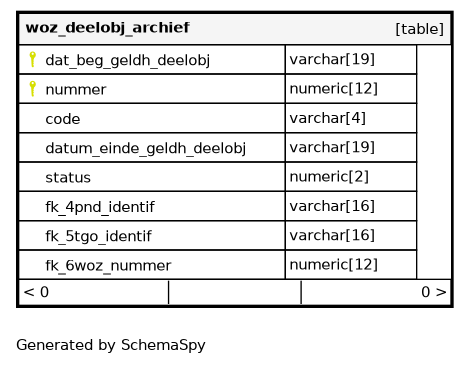 woz_deelobj_archief [table]
dat_beg_geldh_deelobj varchar[19]
nummer numeric[12]
code varchar[4]
datum_einde_geldh_deelobj varchar[19]
status numeric[2]
fk_4pnd_identif varchar[16]
fk_5tgo_identif varchar[16]
fk_6woz_nummer numeric[12]
< 0 0 >
Generated by SchemaSpy